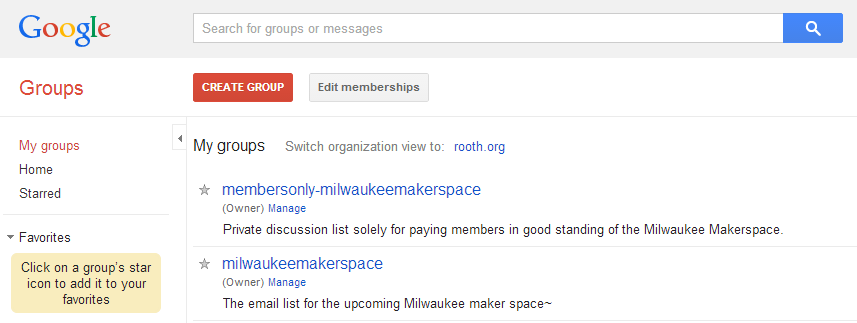 Google
Search for groups or messages
Groups
CREATE GROUP
Edit memberships
My groups
Home
Starred
Favorites
Click on a group's star
icon to add it to your
favorites
My groups Switch organization view to: rooth.org
membersonly-milwaukeemakerspace
(Owner) Manage
Private discussion list solely for paying members in good standing of the Milwaukee Makerspace.
milwaukeemakerspace
(Owner) Manage
The email list for the upcoming Milwaukee maker space~